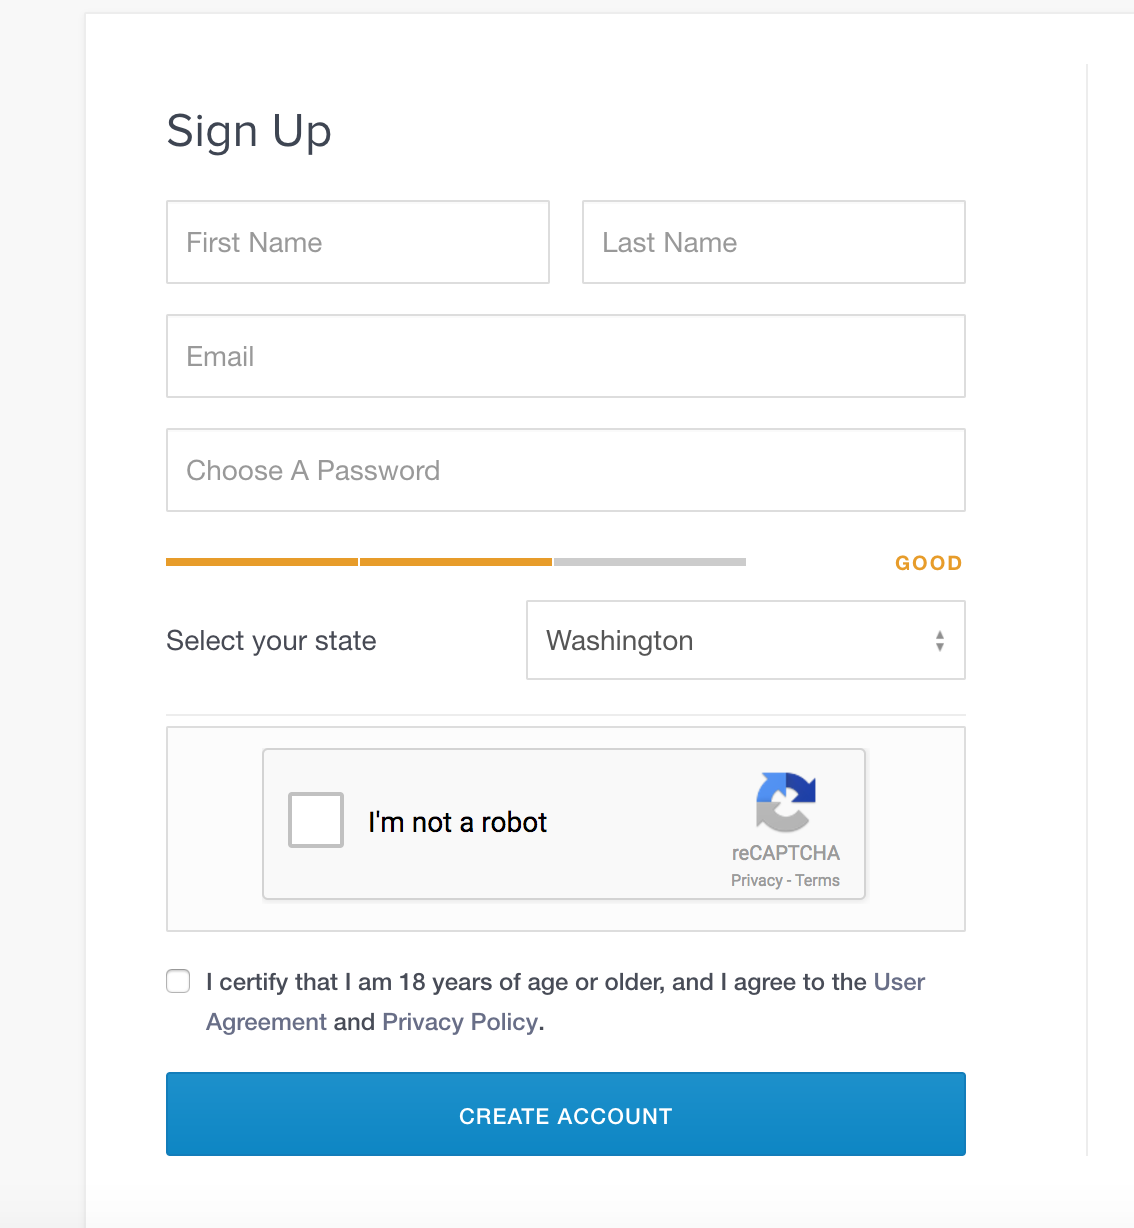 Sign Up
First Name
Last Name
Email
Choose A Password
GOOD
Select your state
Washington
I'm not a robot
reCAPTCHA
Privacy - Terms
I certify that I am 18 years of age or older, and I agree to the User
Agreement and Privacy Policy.
CREATE ACCOUNT